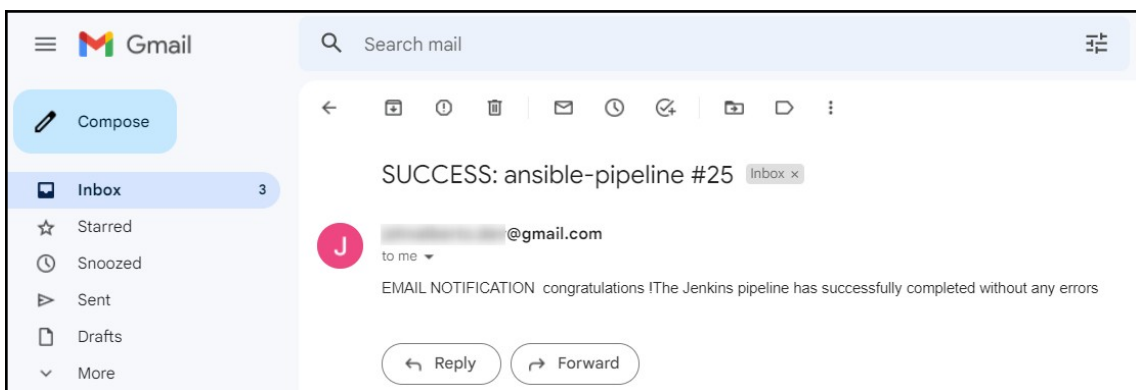 Gmail
Search mail
Compose
Inbox 3
Starred
Snoozed
Sent
Drafts
More
SUCCESS: ansible-pipeline #25 Inbox ×
J
@gmail.com
to me
EMAIL NOTIFICATION congratulations !The Jenkins pipeline has successfully completed without any errors
Reply Forward